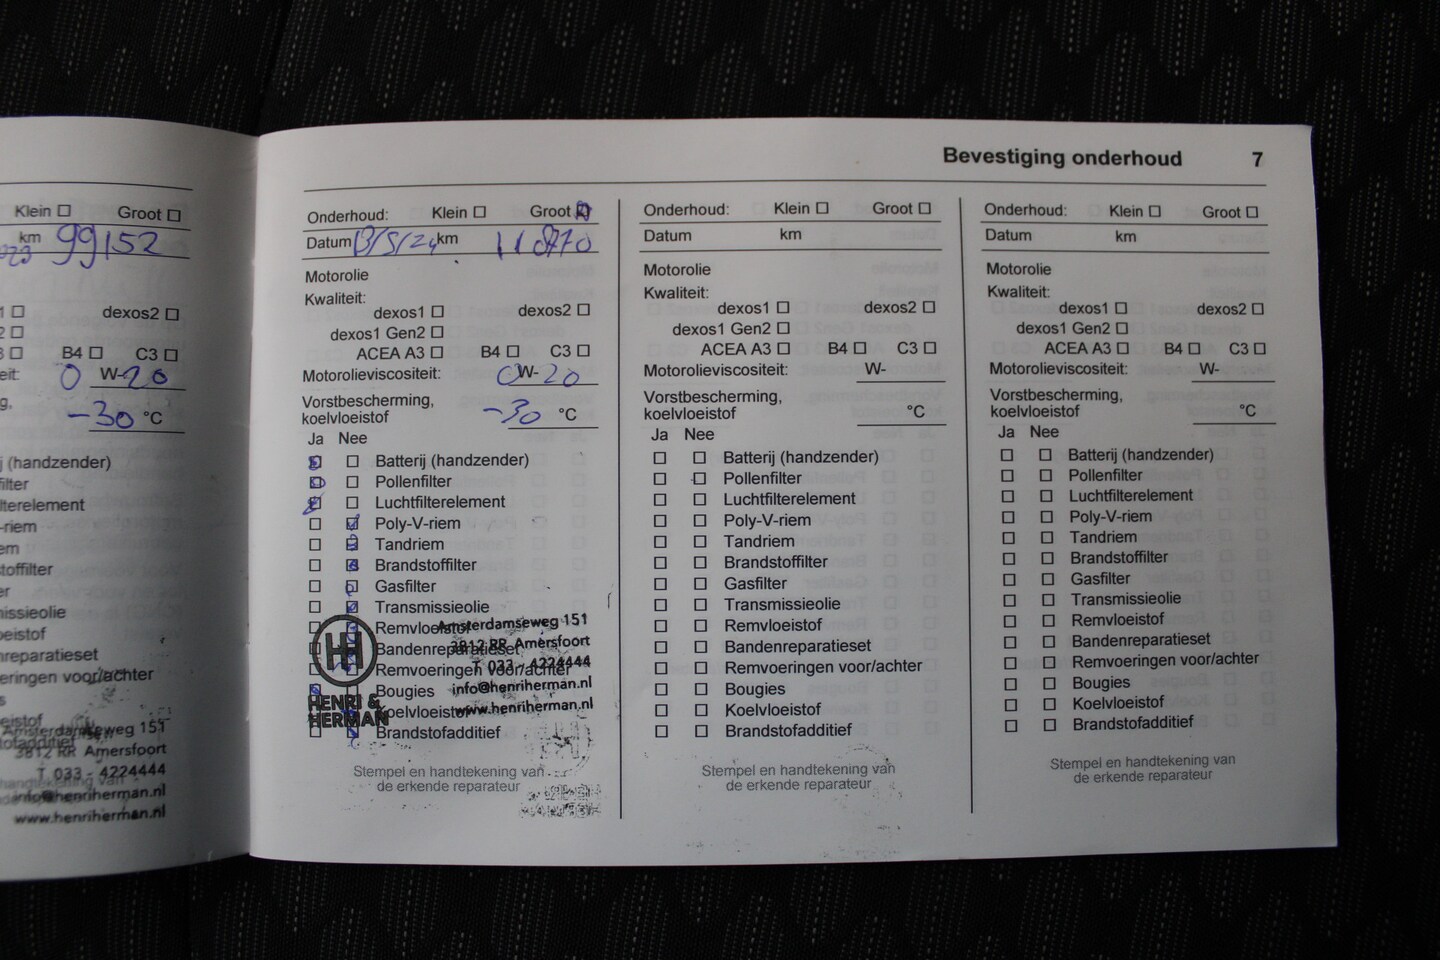 Bevestiging onderhoud 7
Klein Groot
km 99152
dexos2
B4 C3
0 W-20
-30 °C
(handzender)
-riem
nreparatieset
voor/achter
Amsterdamseweg 151
3812 RR Amersfoort
T 033 - 4224444
info@henriherman.nl
www.henriherman.nl
Onderhoud: Klein Groot
Datum 13/5/24 km
Motorolie
Kwaliteit:
dexos1 dexos2
dexos1 Gen2
ACEA A3 B4 C3
Motorolieviscositeit: 0 W-20
Vorstbescherming,
koelvloeistof -30 °C
Ja Nee
Batterij (handzender)
Pollenfilter
Luchtfilterelement
Poly-V-riem
Tandriem
Brandstoffilter
Gasfilter
Transmissieolie
Remvloeistof
Bandenreparatieset
Remvoeringen voor/achter
Bougies
Koelvloeistof
Brandstofadditief
HENRI &
HERMAN
Amsterdamseweg 151
3812 RR Amersfoort
T 033 - 4224444
info@henriherman.nl
www.henriherman.nl
Stempel en handtekening van
de erkende reparateur
Onderhoud: Klein Groot
Datum km
Motorolie
Kwaliteit:
dexos1 dexos2
dexos1 Gen2
ACEA A3 B4 C3
Motorolieviscositeit: W-
Vorstbescherming,
koelvloeistof °C
Ja Nee
Batterij (handzender)
Pollenfilter
Luchtfilterelement
Poly-V-riem
Tandriem
Brandstoffilter
Gasfilter
Transmissieolie
Remvloeistof
Bandenreparatieset
Remvoeringen voor/achter
Bougies
Koelvloeistof
Brandstofadditief
Stempel en handtekening van
de erkende reparateur
Onderhoud: Klein Groot
Datum km
Motorolie
Kwaliteit:
dexos1 dexos2
dexos1 Gen2
ACEA A3 B4 C3
Motorolieviscositeit: W-
Vorstbescherming,
koelvloeistof °C
Ja Nee
Batterij (handzender)
Pollenfilter
Luchtfilterelement
Poly-V-riem
Tandriem
Brandstoffilter
Gasfilter
Transmissieolie
Remvloeistof
Bandenreparatieset
Remvoeringen voor/achter
Bougies
Koelvloeistof
Brandstofadditief
Stempel en handtekening van
de erkende reparateur